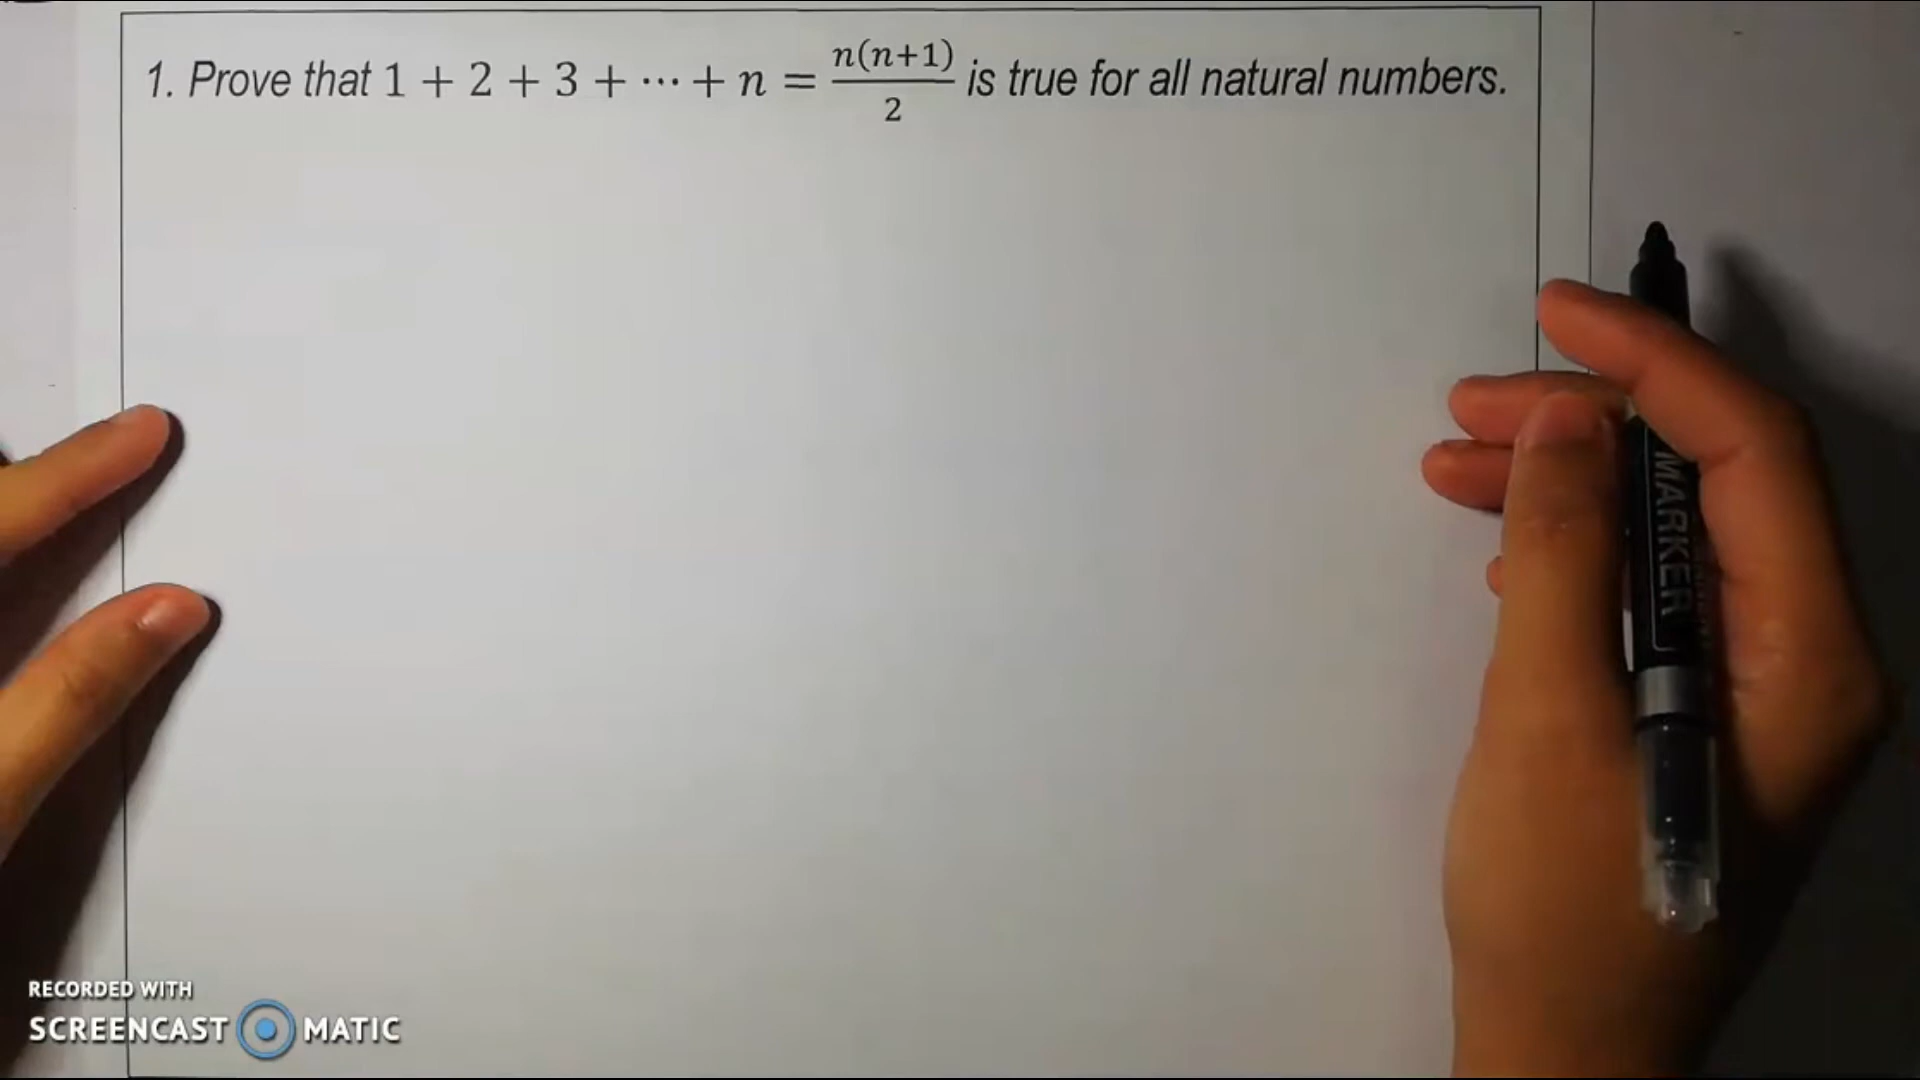 1. Prove that 1 + 2 + 3 + ⋯ + n = n(n+1)/2 is true for all natural numbers.
MARKER
RECORDED WITH
SCREENCAST MATIC